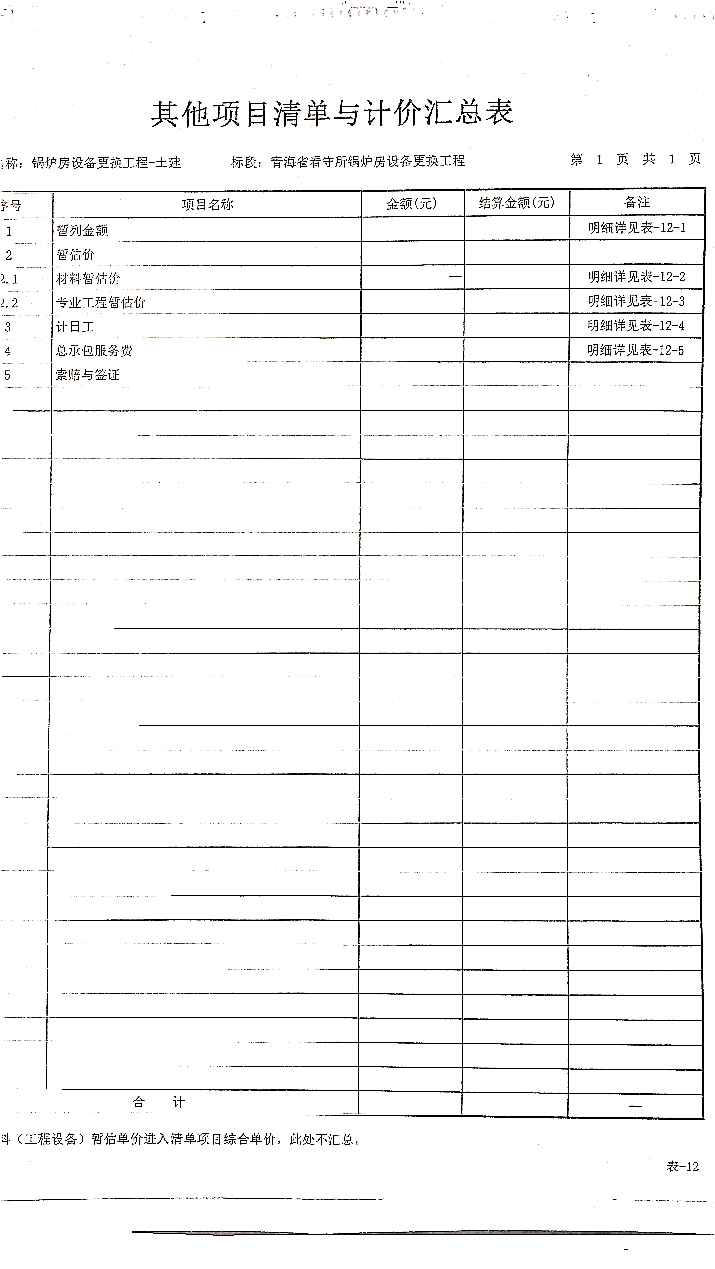 其他项目清单与计价汇总表
称：锅炉房设备更换工程-土建 标段：青海省看守所锅炉房设备更换工程 第 1 页 共 1 页
序号 项目名称 金额(元) 结算金额(元) 备注
1 暂列金额 明细详见表-12-1
2 暂估价
2.1 材料暂估价 — 明细详见表-12-2
2.2 专业工程暂估价 明细详见表-12-3
3 计日工 明细详见表-12-4
4 总承包服务费 明细详见表-12-5
5 索赔与签证
合 计 —
料（工程设备）暂估单价进入清单项目综合单价，此处不汇总。
表-12